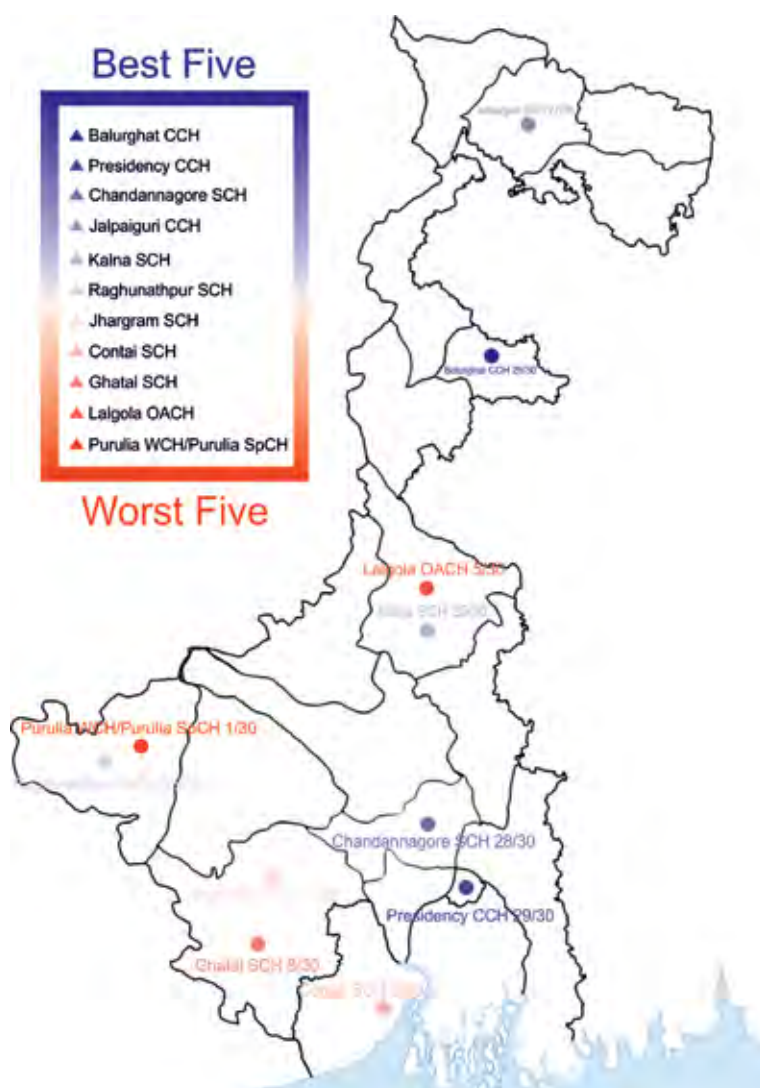 Best Five
Balurghat CCH
Presidency CCH
Chandannagore SCH
Jalpaiguri CCH
Kalna SCH
Raghunathpur SCH
Jhargram SCH
Contai SCH
Ghatal SCH
Lalgola OACH
Purulia WCH/Purulia SpCH
Worst Five
Balurghat CCH 29/30
Lalgola OACH 5/30
Purulia WCH/Purulia SpCH 1/30
Chandannagore SCH 28/30
Presidency CCH 29/30
Ghatal SCH 8/30